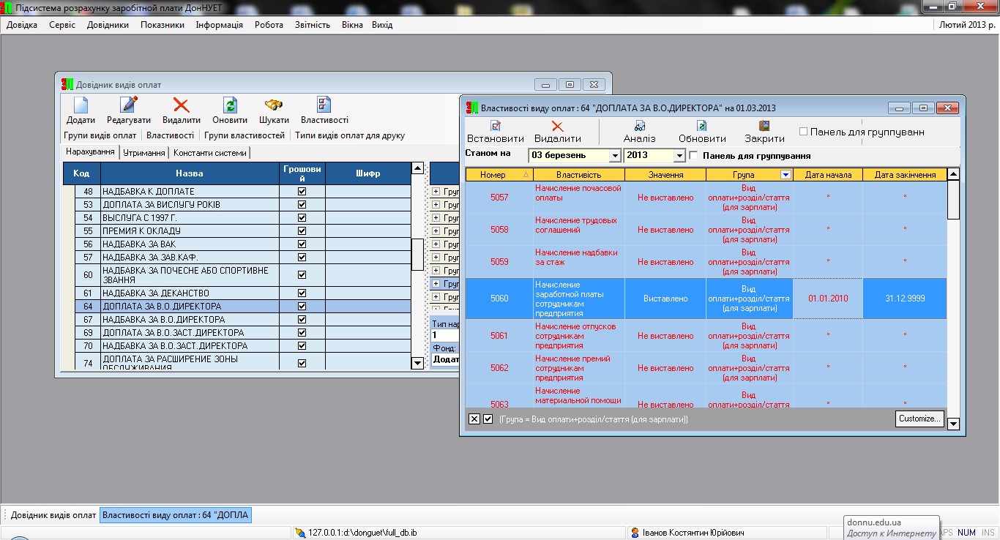 Підсистема розрахунку заробітної плати ДонНУЕТ
Довідка Сервіс Довідники Показники Інформація Робота Звітність Вікна Вихід Лютий 2013 р.
Довідник видів оплат
Додати Редагувати Видалити Оновити Шукати Властивості
Групи видів оплат Властивості Групи властивостей Типи видів оплат для друку
Нарахування Утримання Константи системи
Код Назва Грошовий Шифр
48 НАДБАВКА К ДОПЛАТЕ
53 ДОПЛАТА ЗА ВИСЛУГУ РОКІВ
54 ВЫСЛУГА С 1997 Г.
55 ПРЕМИЯ К ОКЛАДУ
56 НАДБАВКА ЗА ВАК
57 НАДБАВКА ЗА ЗАВ.КАФ.
60 НАДБАВКА ЗА ПОЧЕСНЕ АБО СПОРТИВНЕ
ЗВАННЯ
61 НАДБАВКА ЗА ДЕКАНСТВО
64 ДОПЛАТА ЗА В.О.ДИРЕКТОРА
67 НАДБАВКА ЗА В.О.ДИРЕКТОРА
69 ДОПЛАТА ЗА В.О.ЗАСТ.ДИРЕКТОРА
70 НАДБАВКА ЗА В.О.ЗАСТ.ДИРЕКТОРА
74 ДОПЛАТА ЗА РАСШИРЕНИЕ ЗОНЫ
ОБСЛУЖИВАНИЯ
Груп
Груп
Груп
Груп
Груп
Груп
Груп
Груп
Груп
Тип нар
1
Фонд:
Додат
Властивості виду оплат : 64 "ДОПЛАТА ЗА В.О.ДИРЕКТОРА" на 01.03.2013
Встановити Видалити Аналіз Обновити Закрити Панель для группуванн
Станом на 03 березень 2013 Панель для группування
Номер Властивість Значення Група Дата начала Дата закінчення
5057 Начисление почасовой оплаты Не виставлено Вид оплати+розділ/стаття (для зарплати) * *
5058 Начисление трудовых соглашений Не виставлено Вид оплати+розділ/стаття (для зарплати) * *
5059 Начисление надбавки за стаж Не виставлено Вид оплати+розділ/стаття (для зарплати) * *
5060 Начисление заработной платы сотрудникам предприятия Виставлено Вид оплати+розділ/стаття (для зарплати) 01.01.2010 31.12.9999
5061 Начисление отпусков сотрудникам предприятия Не виставлено Вид оплати+розділ/стаття (для зарплати) * *
5062 Начисление премий сотрудникам предприятия Не виставлено Вид оплати+розділ/стаття (для зарплати) * *
5063 Начисление материальной помощи Не виставлено Вид оплати+розділ/стаття (для зарплати) * *
(Група = Вид оплати+розділ/стаття (для зарплати)) Customize...
Довідник видів оплат Властивості виду оплат : 64 "ДОПЛА
127.0.0.1:d:\donguet\full_db.ib Іванов Костянтин Юрійович
donnu.edu.ua
Доступ к Интернету
APS NUM INS